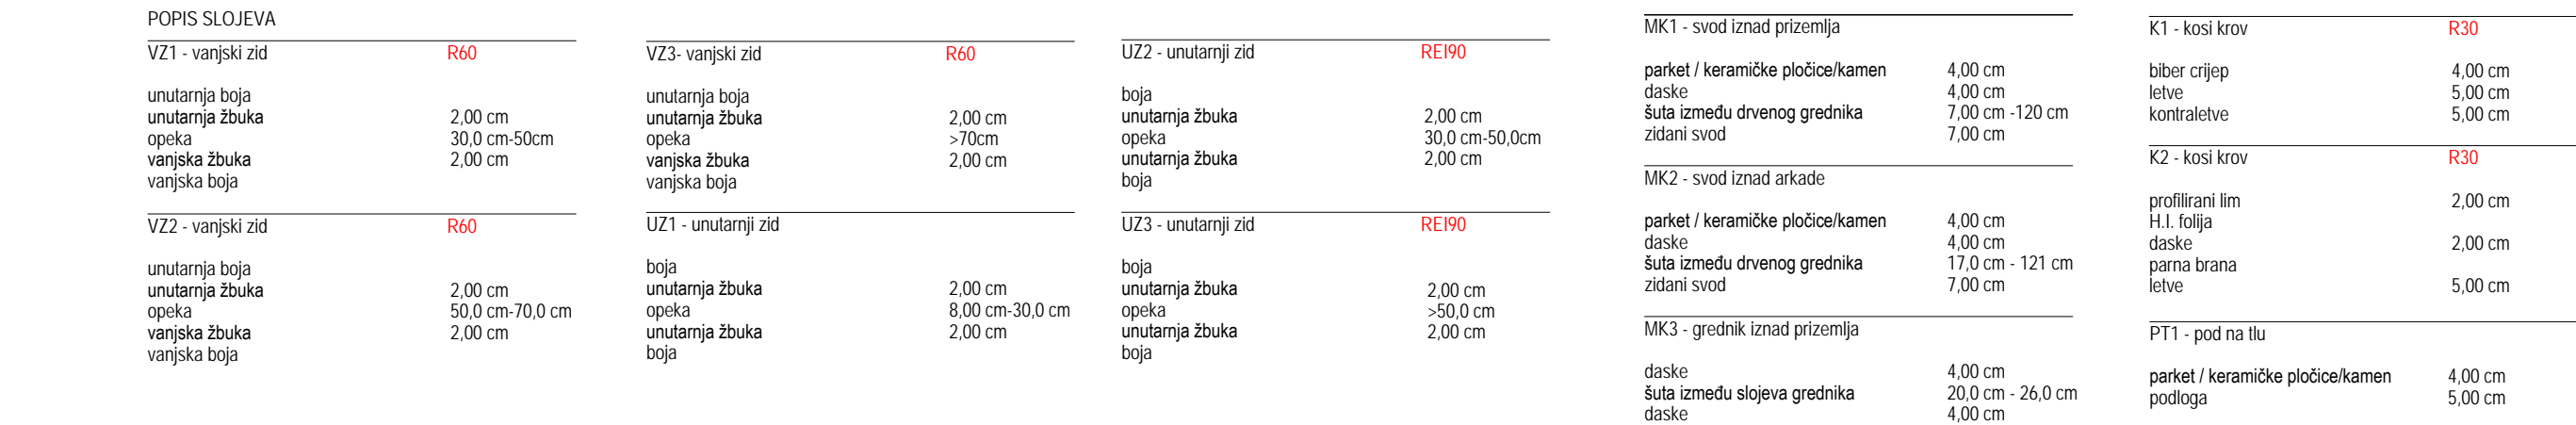 POPIS SLOJEVA
VZ1 - vanjski zid R60
unutarnja boja
unutarnja žbuka 2,00 cm
opeka 30,0 cm-50cm
vanjska žbuka 2,00 cm
vanjska boja
VZ2 - vanjski zid R60
unutarnja boja
unutarnja žbuka 2,00 cm
opeka 50,0 cm-70,0 cm
vanjska žbuka 2,00 cm
vanjska boja
VZ3- vanjski zid R60
unutarnja boja
unutarnja žbuka 2,00 cm
opeka >70cm
vanjska žbuka 2,00 cm
vanjska boja
UZ1 - unutarnji zid
boja
unutarnja žbuka 2,00 cm
opeka 8,00 cm-30,0 cm
unutarnja žbuka 2,00 cm
boja
UZ2 - unutarnji zid REI90
boja
unutarnja žbuka 2,00 cm
opeka 30,0 cm-50,0cm
unutarnja žbuka 2,00 cm
boja
UZ3 - unutarnji zid REI90
boja
unutarnja žbuka 2,00 cm
opeka >50,0 cm
unutarnja žbuka 2,00 cm
boja
MK1 - svod iznad prizemlja
parket / keramičke pločice/kamen 4,00 cm
daske 4,00 cm
šuta između drvenog grednika 7,00 cm -120 cm
zidani svod 7,00 cm
MK2 - svod iznad arkade
parket / keramičke pločice/kamen 4,00 cm
daske 4,00 cm
šuta između drvenog grednika 17,0 cm - 121 cm
zidani svod 7,00 cm
MK3 - grednik iznad prizemlja
daske 4,00 cm
šuta između slojeva grednika 20,0 cm - 26,0 cm
daske 4,00 cm
K1 - kosi krov R30
biber crijep 4,00 cm
letve 5,00 cm
kontraletve 5,00 cm
K2 - kosi krov R30
profilirani lim 2,00 cm
H.I. folija
daske 2,00 cm
parna brana
letve 5,00 cm
PT1 - pod na tlu
parket / keramičke pločice/kamen 4,00 cm
podloga 5,00 cm